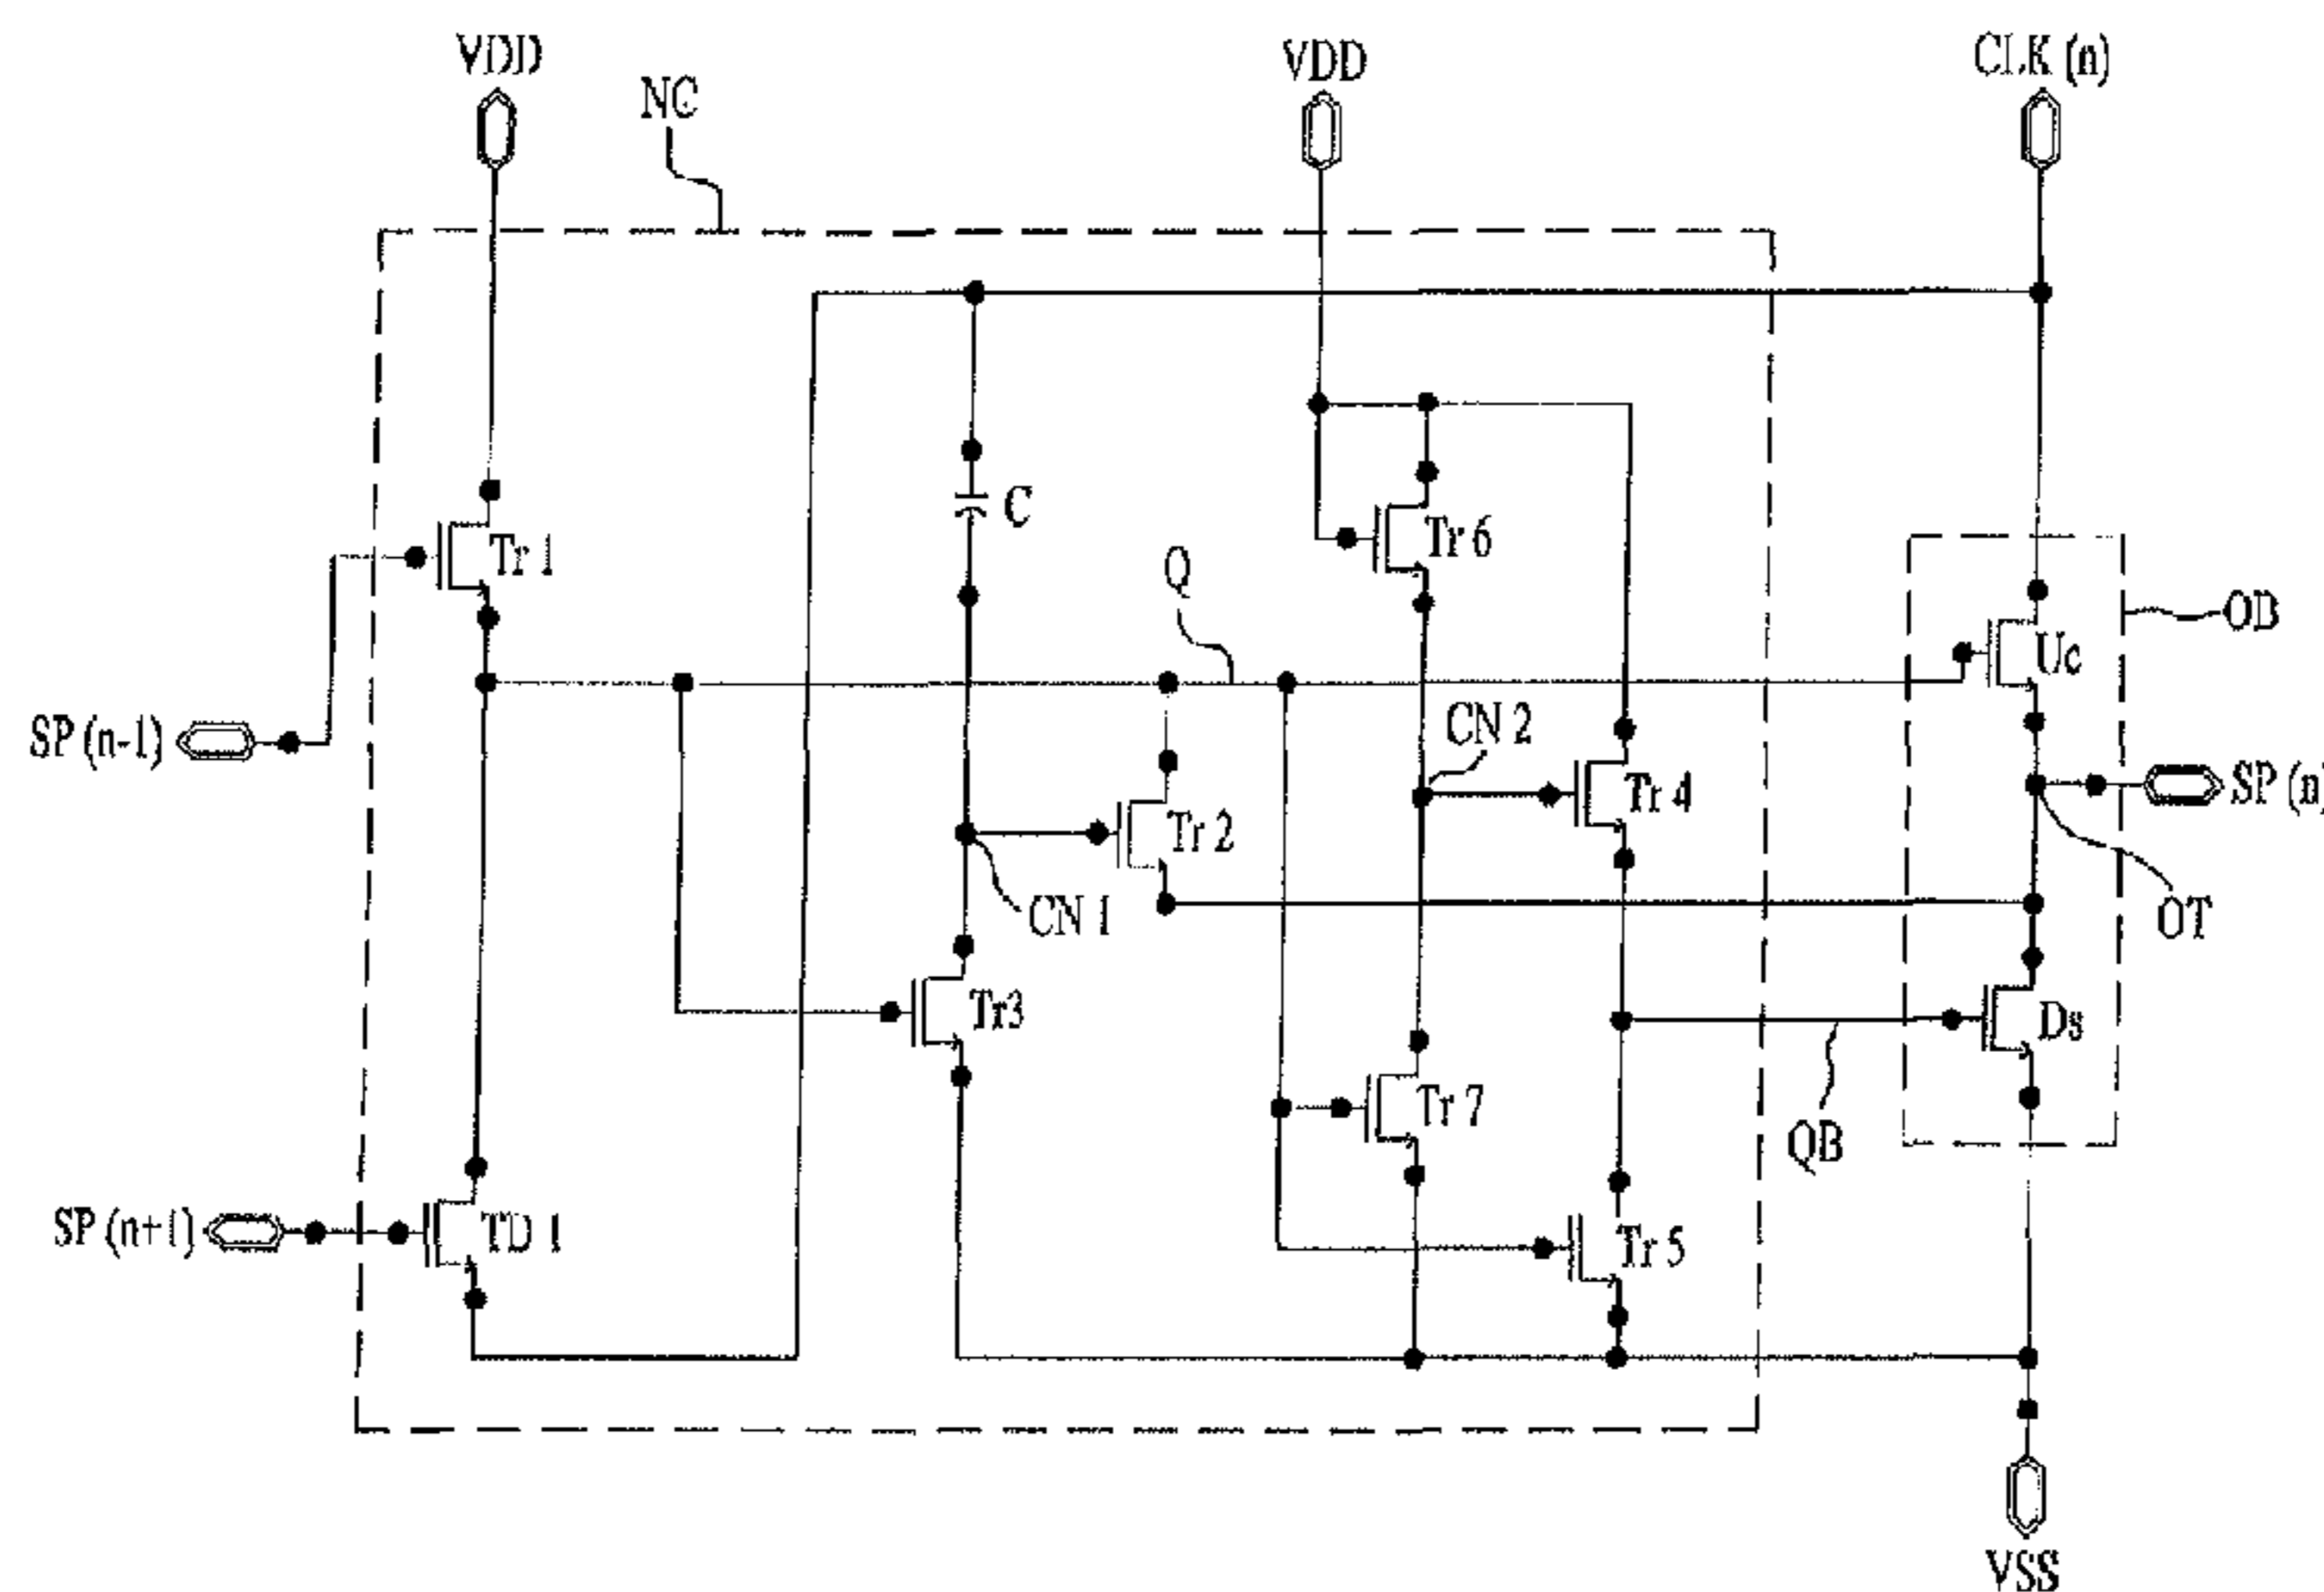 VDD
VDD
CLK (n)
NC
C
Tr 1
Tr 6
Q
Uc
OB
SP (n-1)
CN 2
Tr 4
SP (n)
Tr 2
CN 1
OT
Tr3
Ds
Tr 7
QB
SP (n+1)
TD 1
Tr 5
VSS